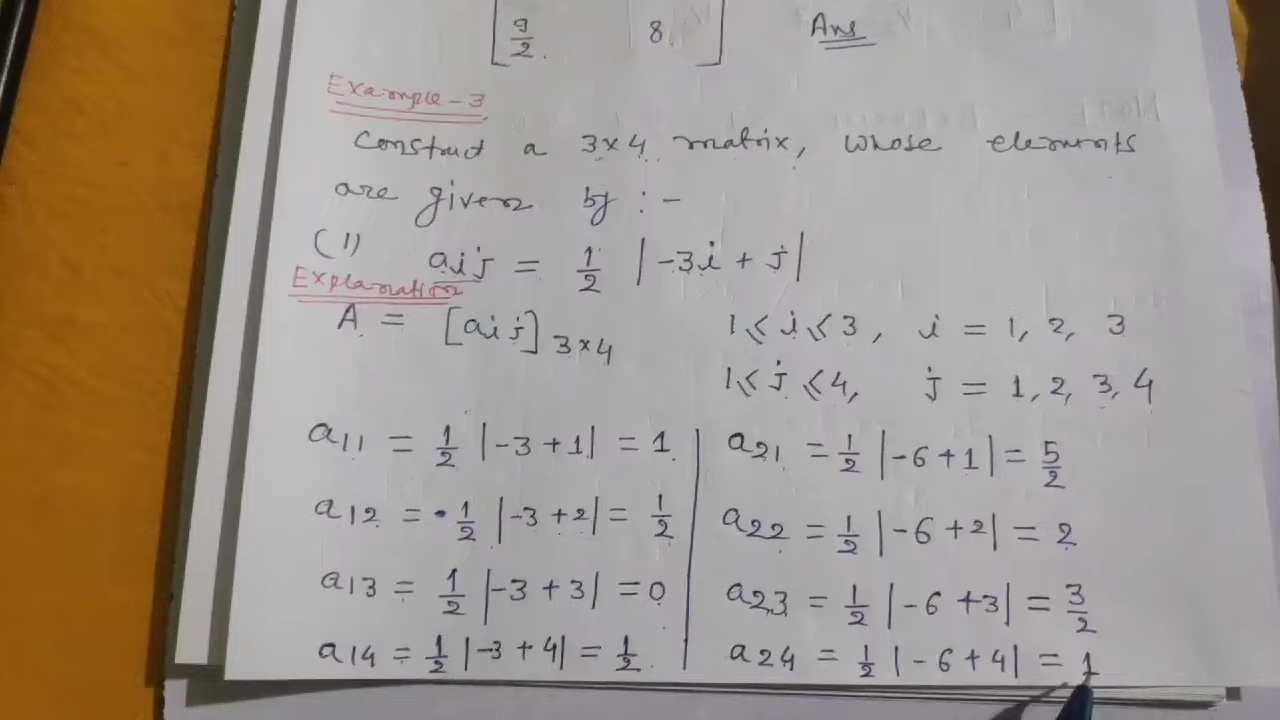 9/2. 8. Ans
Example-3
Construct a 3×4 matrix, whose elements
are given by :-
(1) aij = 1/2 |-3i + j|
Explanation
A = [aij] 3×4 1≤i≤3, i = 1, 2, 3
1≤j≤4, j = 1, 2, 3, 4
a11 = 1/2 |-3+1| = 1. a21 = 1/2 |-6+1| = 5/2
a12 = 1/2 |-3+2| = 1/2 a22 = 1/2 |-6+2| = 2
a13 = 1/2 |-3+3| = 0 a23 = 1/2 |-6+3| = 3/2
a14 = 1/2 |-3+4| = 1/2. a24 = 1/2 |-6+4| = 1